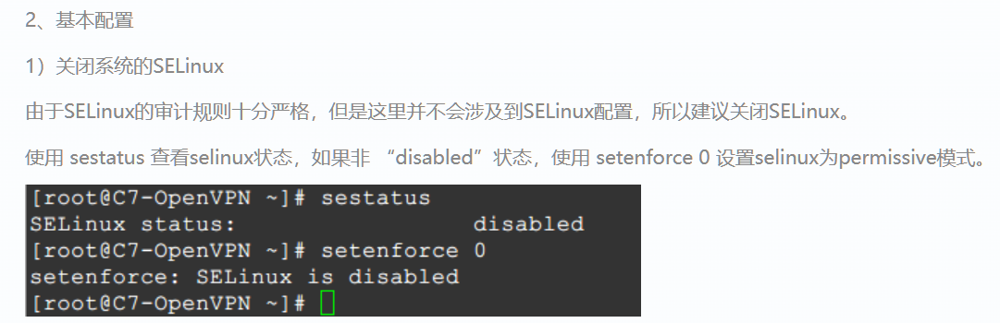 2、基本配置
1）关闭系统的SELinux
由于SELinux的审计规则十分严格，但是这里并不会涉及到SELinux配置，所以建议关闭SELinux。
使用 sestatus 查看selinux状态，如果非 “disabled”状态，使用 setenforce 0 设置selinux为permissive模式。
[root@C7-OpenVPN ~]# sestatus
SELinux status:                 disabled
[root@C7-OpenVPN ~]# setenforce 0
setenforce: SELinux is disabled
[root@C7-OpenVPN ~]#